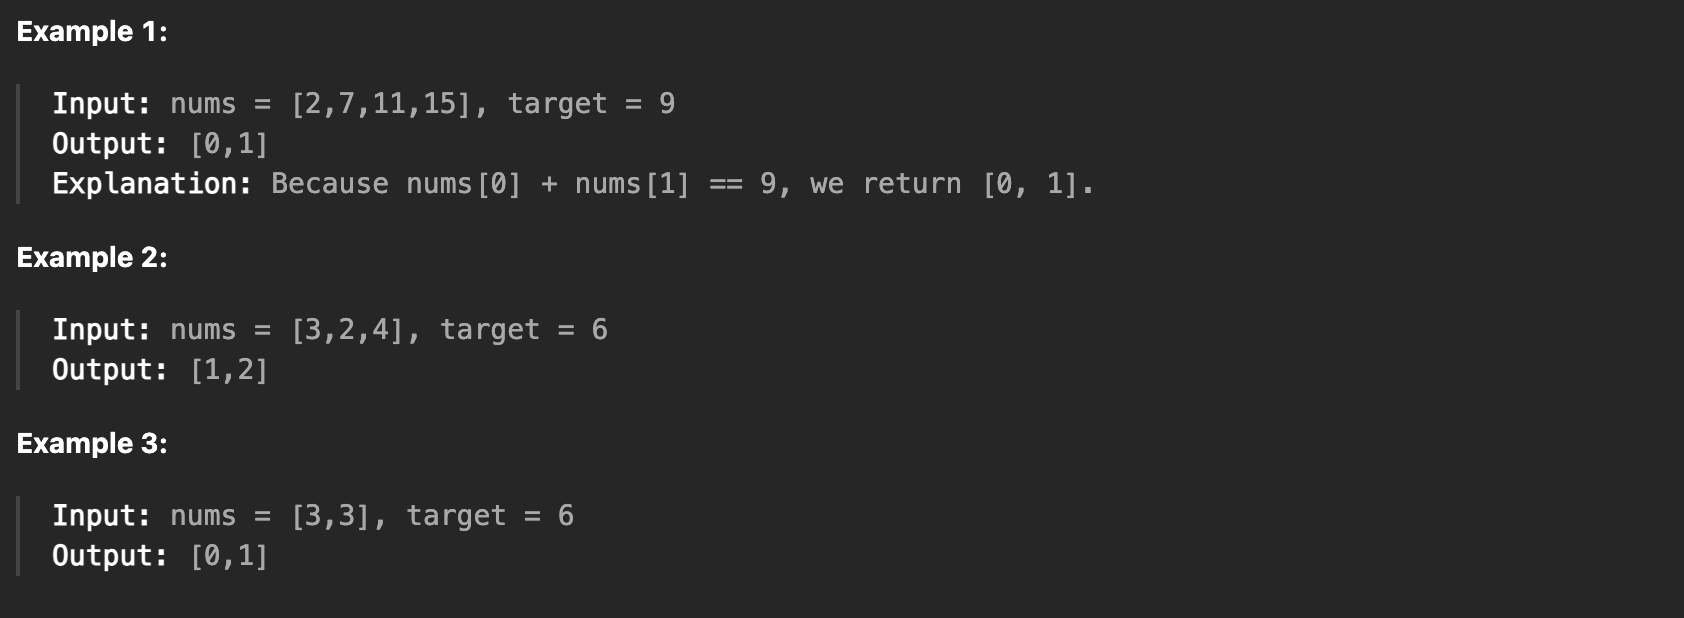 Example 1:
Input: nums = [2,7,11,15], target = 9
Output: [0,1]
Explanation: Because nums[0] + nums[1] == 9, we return [0, 1].
Example 2:
Input: nums = [3,2,4], target = 6
Output: [1,2]
Example 3:
Input: nums = [3,3], target = 6
Output: [0,1]